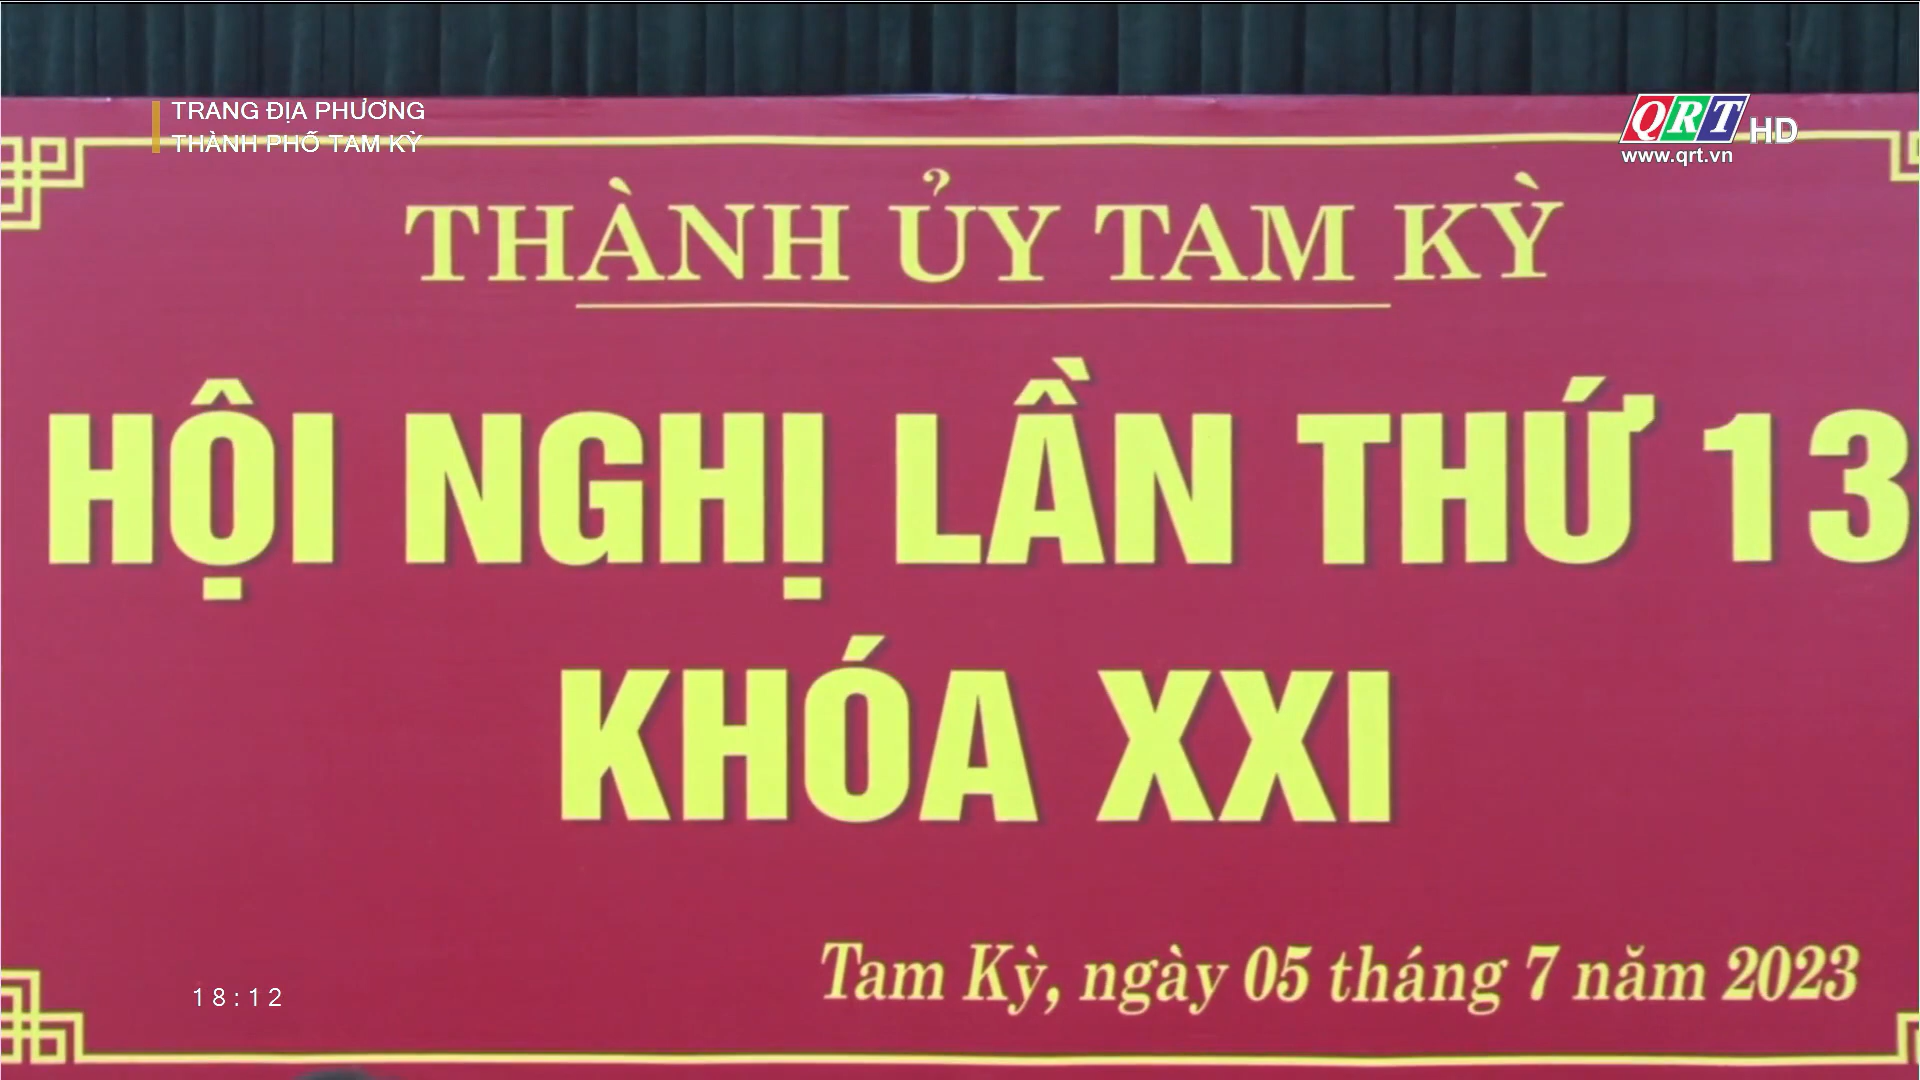 TRANG ĐỊA PHƯƠNG
THÀNH PHỐ TAM KỲ
QRT HD
www.qrt.vn
THÀNH ỦY TAM KỲ
HỘI NGHỊ LẦN THỨ 13
KHÓA XXI
Tam Kỳ, ngày 05 tháng 7 năm 2023
18:12